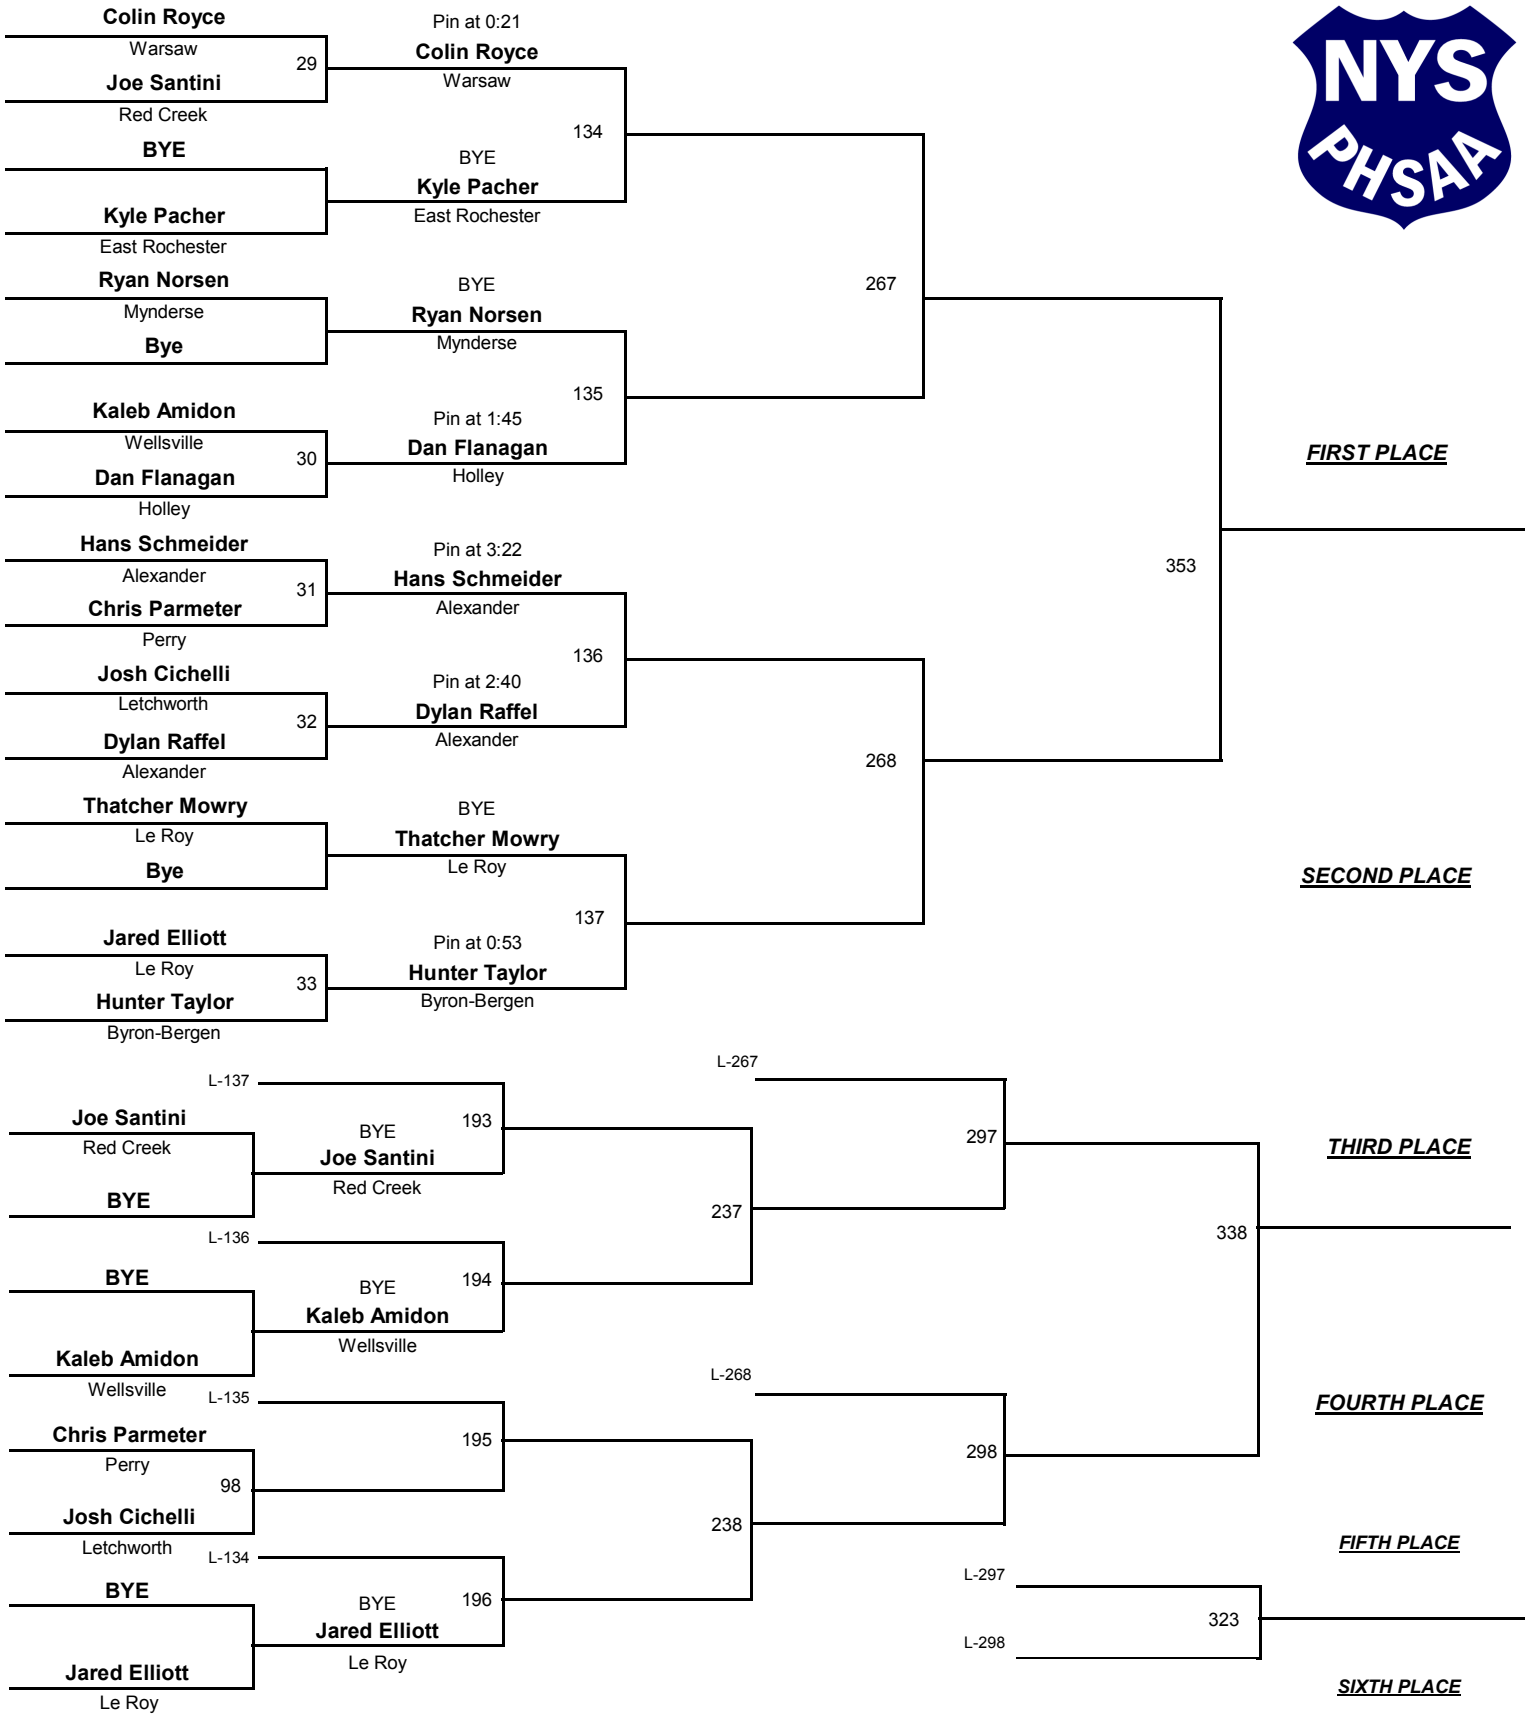 NYS
PHSAA
Colin Royce
Warsaw
29
Joe Santini
Red Creek
BYE
Kyle Pacher
East Rochester
Ryan Norsen
Mynderse
Bye
Kaleb Amidon
Wellsville
30
Dan Flanagan
Holley
Hans Schmeider
Alexander
31
Chris Parmeter
Perry
Josh Cichelli
Letchworth
32
Dylan Raffel
Alexander
Thatcher Mowry
Le Roy
Bye
Jared Elliott
Le Roy
33
Hunter Taylor
Byron-Bergen
Pin at 0:21
Colin Royce
Warsaw
134
BYE
Kyle Pacher
East Rochester
BYE
Ryan Norsen
Mynderse
135
Pin at 1:45
Dan Flanagan
Holley
Pin at 3:22
Hans Schmeider
Alexander
136
Pin at 2:40
Dylan Raffel
Alexander
BYE
Thatcher Mowry
Le Roy
137
Pin at 0:53
Hunter Taylor
Byron-Bergen
267
268
353
FIRST PLACE
SECOND PLACE
L-137
Joe Santini
Red Creek
BYE
L-136
BYE
Kaleb Amidon
Wellsville
L-135
Chris Parmeter
Perry
98
Josh Cichelli
Letchworth
L-134
BYE
Jared Elliott
Le Roy
193
BYE
Joe Santini
Red Creek
194
BYE
Kaleb Amidon
Wellsville
195
196
BYE
Jared Elliott
Le Roy
L-267
237
L-268
238
297
298
L-297
L-298
338
323
THIRD PLACE
FOURTH PLACE
FIFTH PLACE
SIXTH PLACE